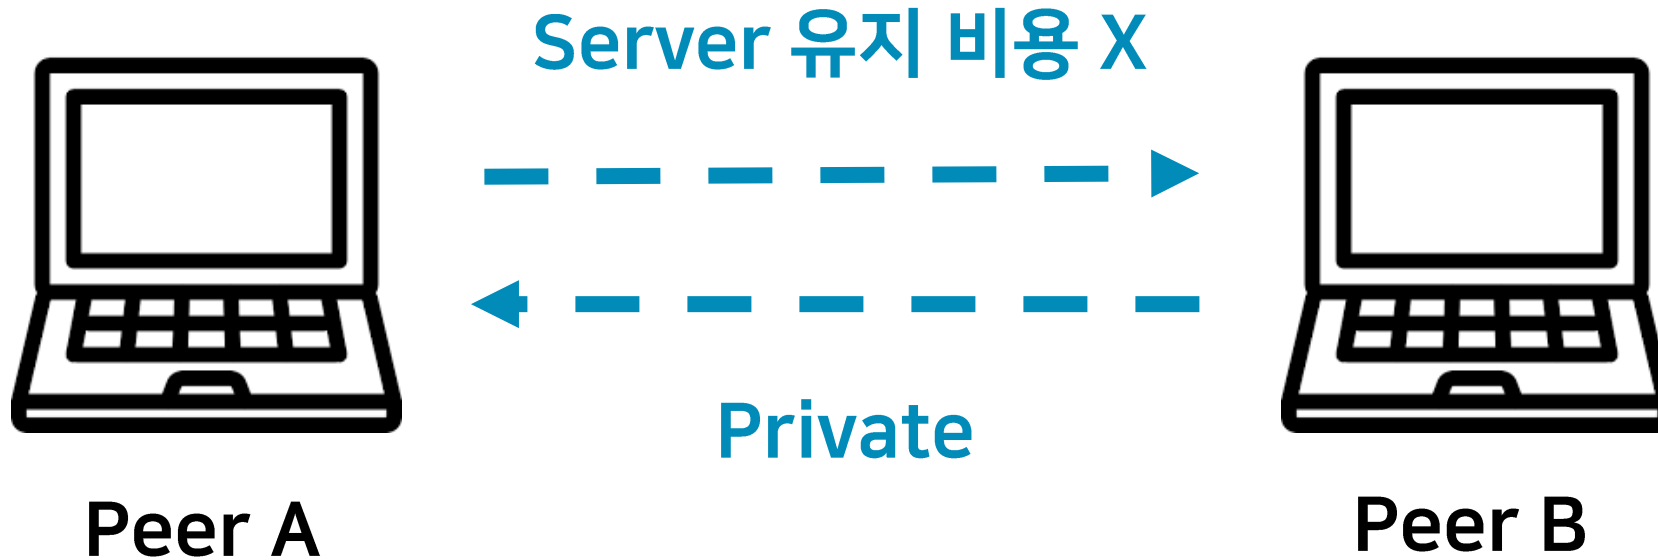 Server 유지 비용 X
Private
Peer A
Peer B